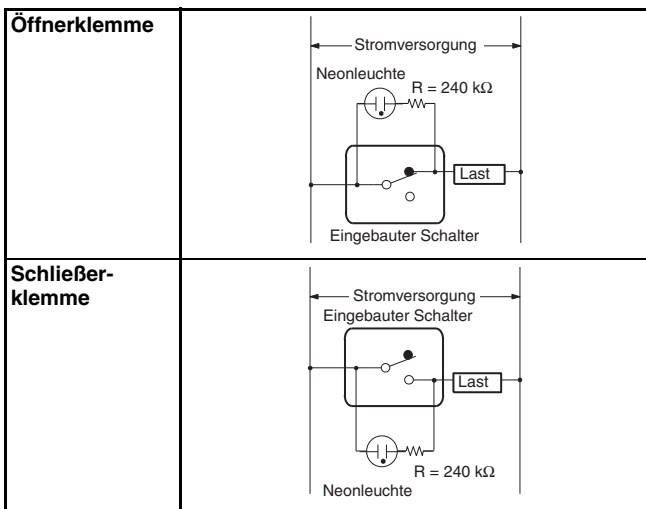 Öffnerklemme
Stromversorgung
Neonleuchte
R = 240 kΩ
Last
Eingebauter Schalter
Schließer-
klemme
Stromversorgung
Eingebauter Schalter
Last
R = 240 kΩ
Neonleuchte